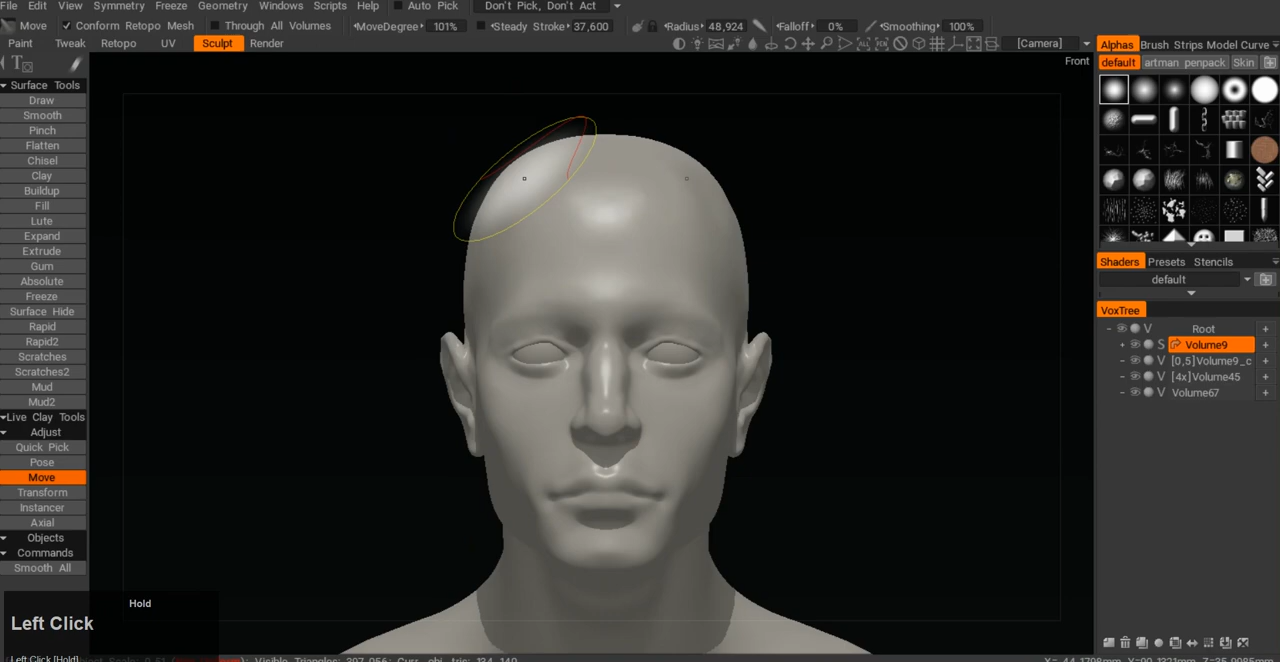 File Edit View Symmetry Freeze Geometry Windows Scripts Help Auto Pick Don't Pick, Don't Act
Move Conform Retopo Mesh Through All Volumes MoveDegree 101% Steady Stroke 37,600 Radius 48,924 Falloff 0% Smoothing 100%
Paint Tweak Retopo UV Sculpt Render [Camera]
Front
Surface Tools
Draw
Smooth
Pinch
Flatten
Chisel
Clay
Buildup
Fill
Lute
Expand
Extrude
Gum
Absolute
Freeze
Surface Hide
Rapid
Rapid2
Scratches
Scratches2
Mud
Mud2
Live Clay Tools
Adjust
Quick Pick
Pose
Move
Transform
Instancer
Axial
Objects
Commands
Smooth All
Hold
Left Click
Left Click [Hold]
Visible Triangles:
Alphas Brush Strips Model Curve
default artman penpack Skin
Shaders Presets Stencils
default
VoxTree
V Root
S Volume9
V [0,5]Volume9_c
V [4x]Volume45
V Volume67